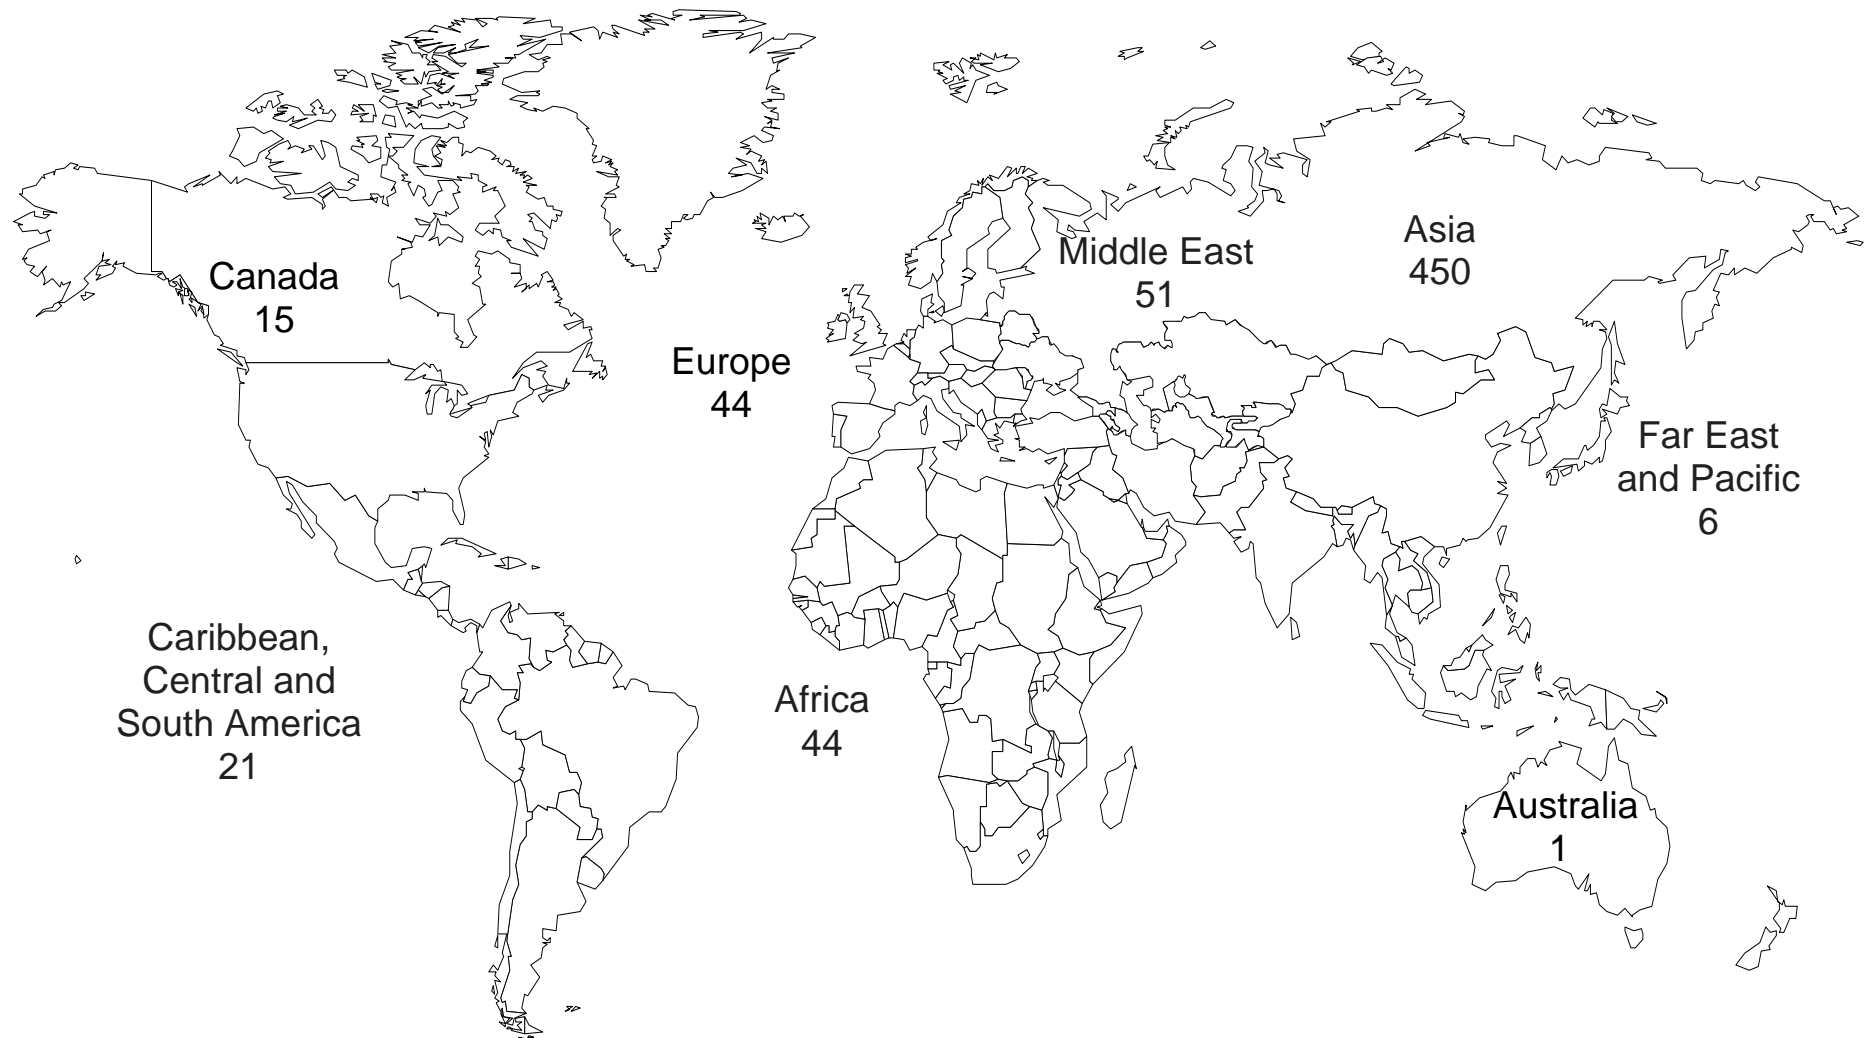 Asia
450
Middle East
51
Canada
15
Europe
44
Far East
and Pacific
6
Caribbean,
Central and
South America
21
Africa
44
Australia
1